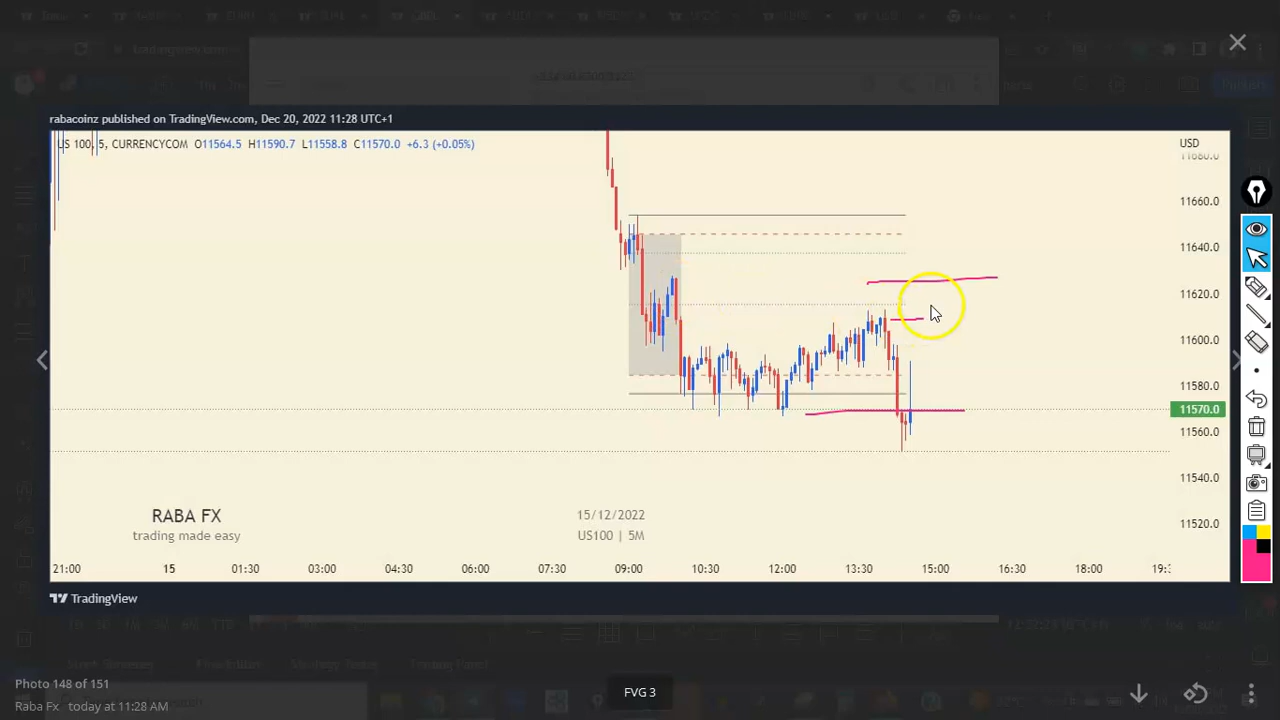 rabacoinz published on TradingView.com, Dec 20, 2022 11:28 UTC+1
US 100, 5, CURRENCYCOM O11564.5 H11590.7 L11558.8 C11570.0 +6.3 (+0.05%)
USD
11680.0
11660.0
11640.0
11620.0
11600.0
11580.0
11570.0
11560.0
11540.0
11520.0
RABA FX
trading made easy
15/12/2022
US100 | 5M
21:00 15 01:30 03:00 04:30 06:00 07:30 09:00 10:30 12:00 13:30 15:00 16:30 18:00 19:
TradingView
Photo 148 of 151
FVG 3
Raba Fx today at 11:28 AM